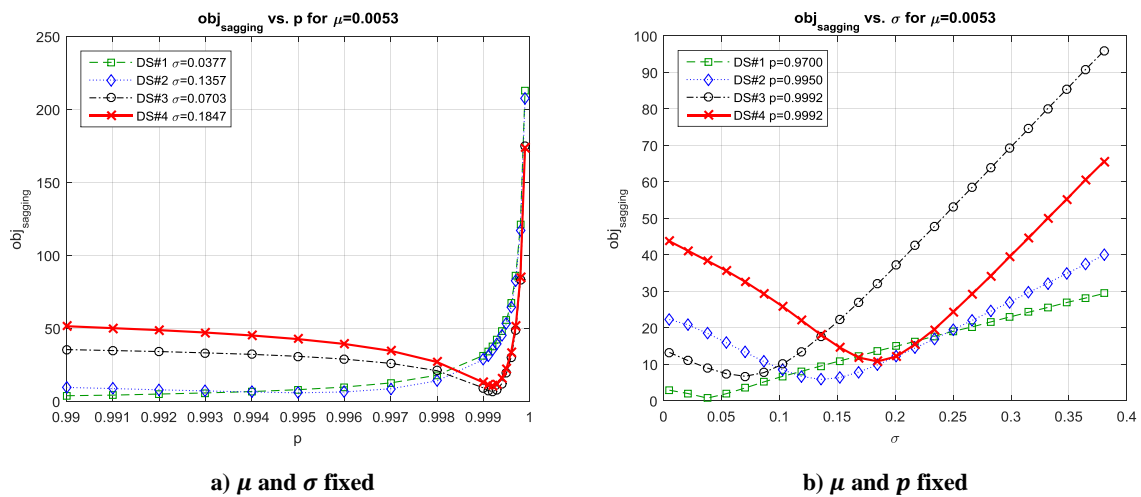 obj_sagging vs. p for μ=0.0053
DS#1 σ=0.0377
DS#2 σ=0.1357
DS#3 σ=0.0703
DS#4 σ=0.1847
obj_sagging
250
200
150
100
50
0
0.99 0.991 0.992 0.993 0.994 0.995 0.996 0.997 0.998 0.999 1
p
a) μ and σ fixed
obj_sagging vs. σ for μ=0.0053
DS#1 p=0.9700
DS#2 p=0.9950
DS#3 p=0.9992
DS#4 p=0.9992
obj_sagging
100
90
80
70
60
50
40
30
20
10
0
0 0.05 0.1 0.15 0.2 0.25 0.3 0.35 0.4
σ
b) μ and p fixed